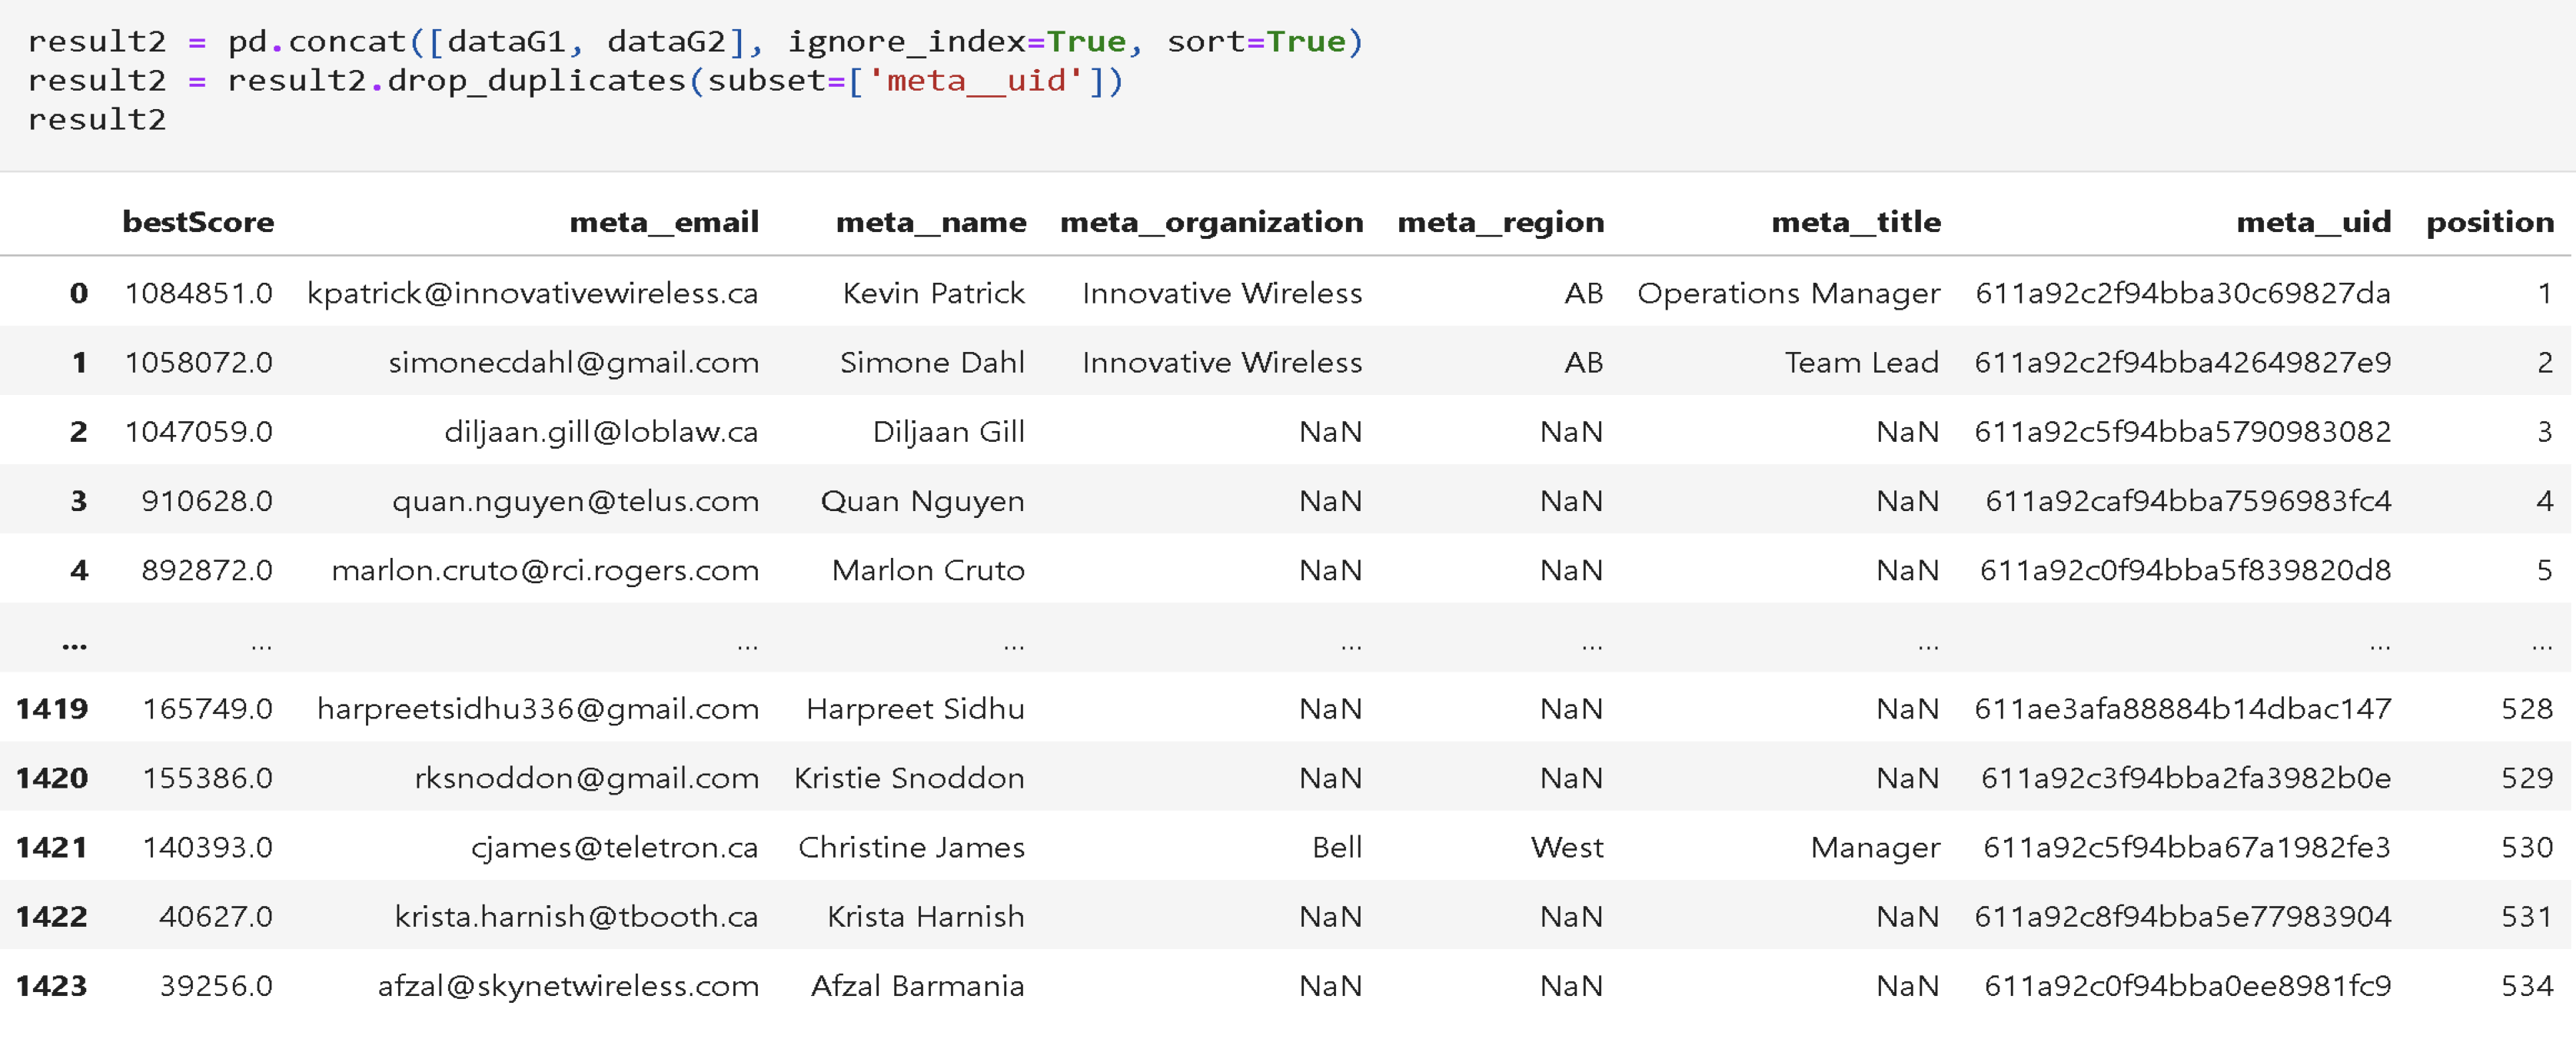 result2 = pd.concat([dataG1, dataG2], ignore_index=True, sort=True)
result2 = result2.drop_duplicates(subset=['meta__uid'])
result2
bestScore meta__email meta__name meta__organization meta__region meta__title meta__uid position
0 1084851.0 kpatrick@innovativewireless.ca Kevin Patrick Innovative Wireless AB Operations Manager 611a92c2f94bba30c69827da 1
1 1058072.0 simonecdahl@gmail.com Simone Dahl Innovative Wireless AB Team Lead 611a92c2f94bba42649827e9 2
2 1047059.0 diljaan.gill@loblaw.ca Diljaan Gill NaN NaN NaN 611a92c5f94bba5790983082 3
3 910628.0 quan.nguyen@telus.com Quan Nguyen NaN NaN NaN 611a92caf94bba7596983fc4 4
4 892872.0 marlon.cruto@rci.rogers.com Marlon Cruto NaN NaN NaN 611a92c0f94bba5f839820d8 5
... ... ... ... ... ... ... ... ...
1419 165749.0 harpreetsidhu336@gmail.com Harpreet Sidhu NaN NaN NaN 611ae3afa88884b14dbac147 528
1420 155386.0 rksnoddon@gmail.com Kristie Snoddon NaN NaN NaN 611a92c3f94bba2fa3982b0e 529
1421 140393.0 cjames@teletron.ca Christine James Bell West Manager 611a92c5f94bba67a1982fe3 530
1422 40627.0 krista.harnish@tbooth.ca Krista Harnish NaN NaN NaN 611a92c8f94bba5e77983904 531
1423 39256.0 afzal@skynetwireless.com Afzal Barmania NaN NaN NaN 611a92c0f94bba0ee8981fc9 534